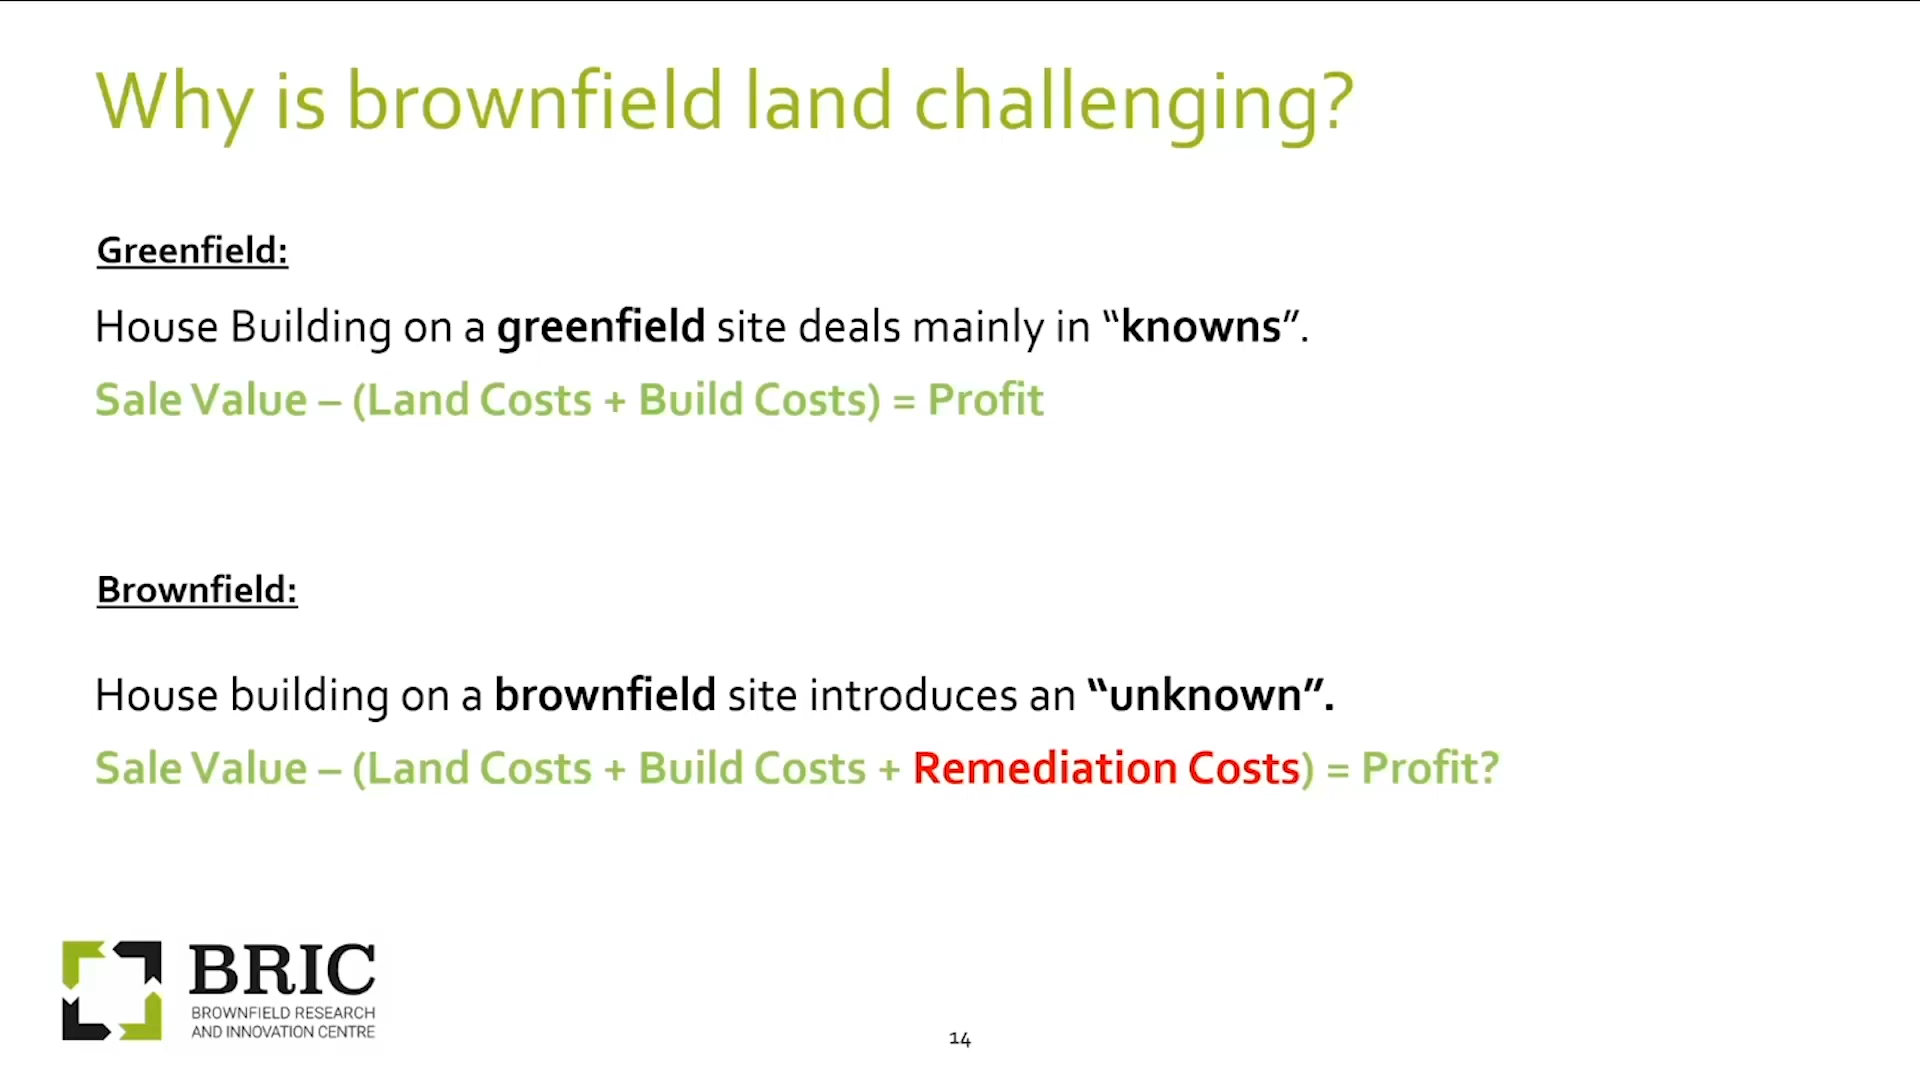 Why is brownfield land challenging?
Greenfield:
House Building on a greenfield site deals mainly in “knowns”.
Sale Value – (Land Costs + Build Costs) = Profit
Brownfield:
House building on a brownfield site introduces an “unknown”.
Sale Value – (Land Costs + Build Costs + Remediation Costs) = Profit?
BRIC
BROWNFIELD RESEARCH
AND INNOVATION CENTRE
14